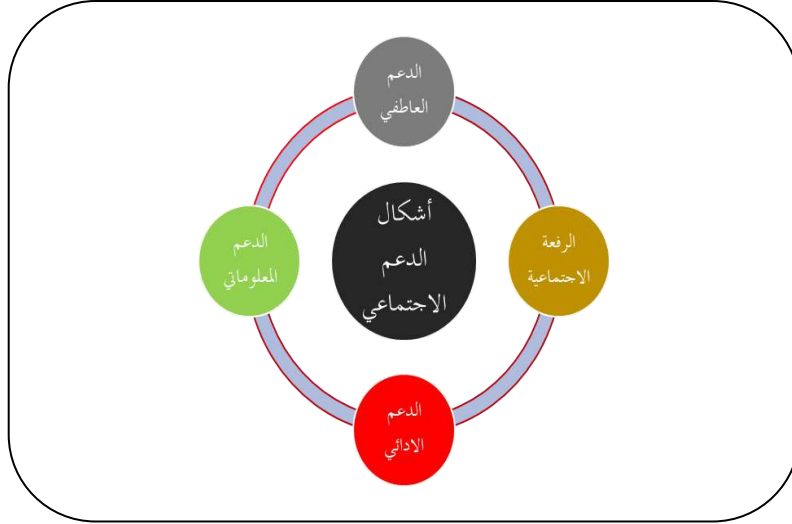 الدعم
العاطفي
أشكال
الدعم
الاجتماعي
الرفعة
الاجتماعية
الدعم
الادائي
الدعم
المعلوماتي